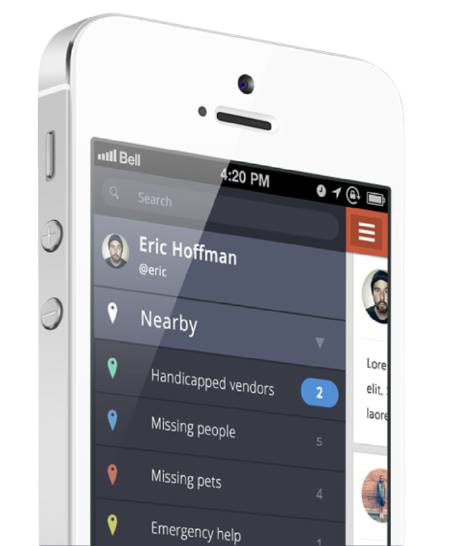 Bell
4:20 PM
Search
Eric Hoffman
@eric
Nearby
Handicapped vendors 2
Missing people 5
Missing pets 4
Emergency help 1
Lore
elit.
laore